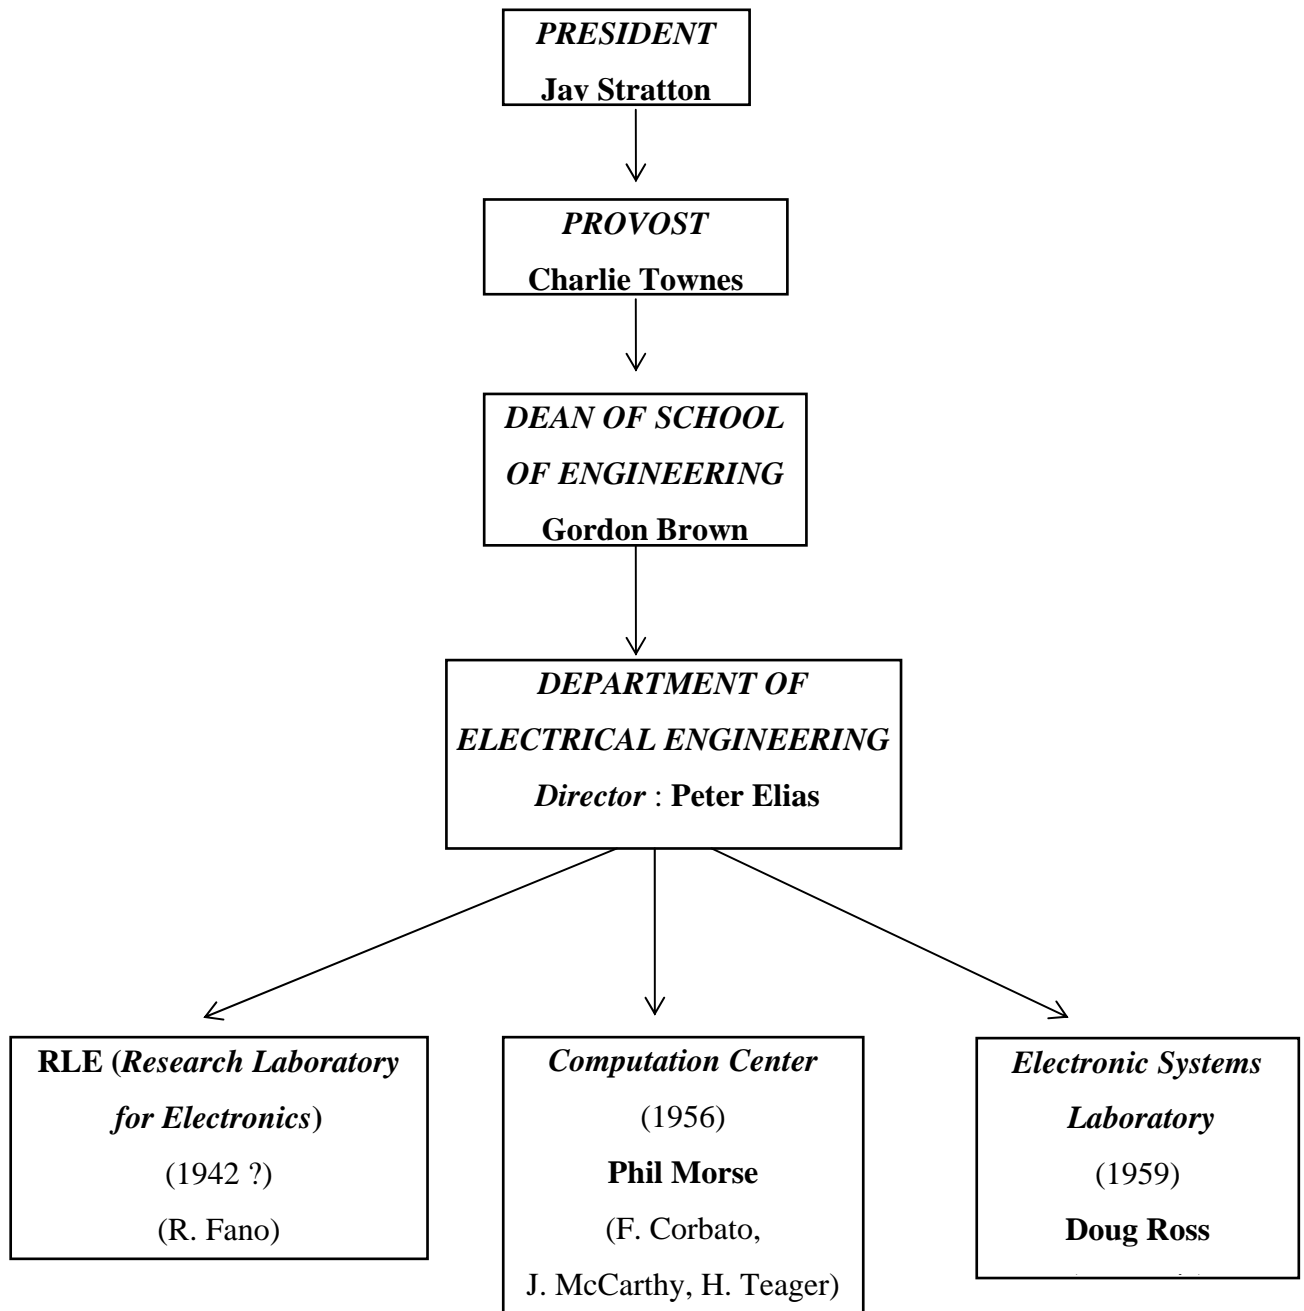 PRESIDENT
Jav Stratton
PROVOST
Charlie Townes
DEAN OF SCHOOL
OF ENGINEERING
Gordon Brown
DEPARTMENT OF
ELECTRICAL ENGINEERING
Director : Peter Elias
RLE (Research Laboratory
for Electronics)
(1942 ?)
(R. Fano)
Computation Center
(1956)
Phil Morse
(F. Corbato,
J. McCarthy, H. Teager)
Electronic Systems
Laboratory
(1959)
Doug Ross